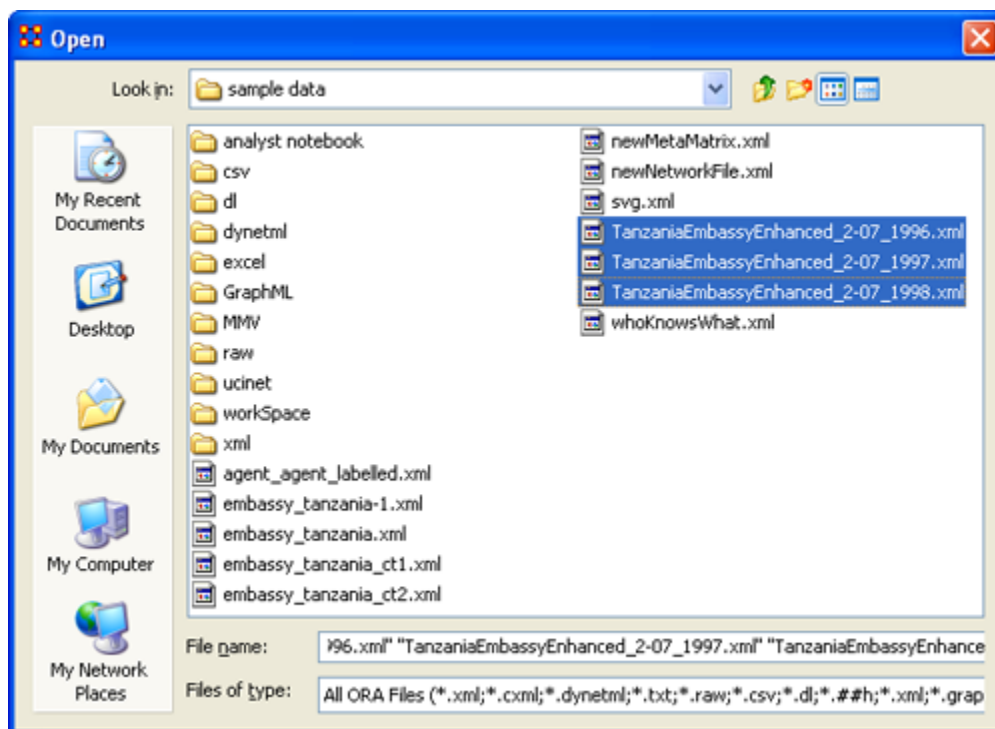 Open
Look in: sample data
My Recent
Documents
Desktop
My Documents
My Computer
My Network
Places
analyst notebook
csv
dl
dynetml
excel
GraphML
MMV
raw
ucinet
workSpace
xml
agent_agent_labelled.xml
embassy_tanzania-1.xml
embassy_tanzania.xml
embassy_tanzania_ct1.xml
embassy_tanzania_ct2.xml
newMetaMatrix.xml
newNetworkFile.xml
svg.xml
TanzaniaEmbassyEnhanced_2-07_1996.xml
TanzaniaEmbassyEnhanced_2-07_1997.xml
TanzaniaEmbassyEnhanced_2-07_1998.xml
whoKnowsWhat.xml
File name: 96.xml" "TanzaniaEmbassyEnhanced_2-07_1997.xml" "TanzaniaEmbassyEnhance
Files of type: All ORA Files (*.xml;*.cxml;*.dynetml;*.txt;*.raw;*.csv;*.dl;*.##h;*.xml;*.grap